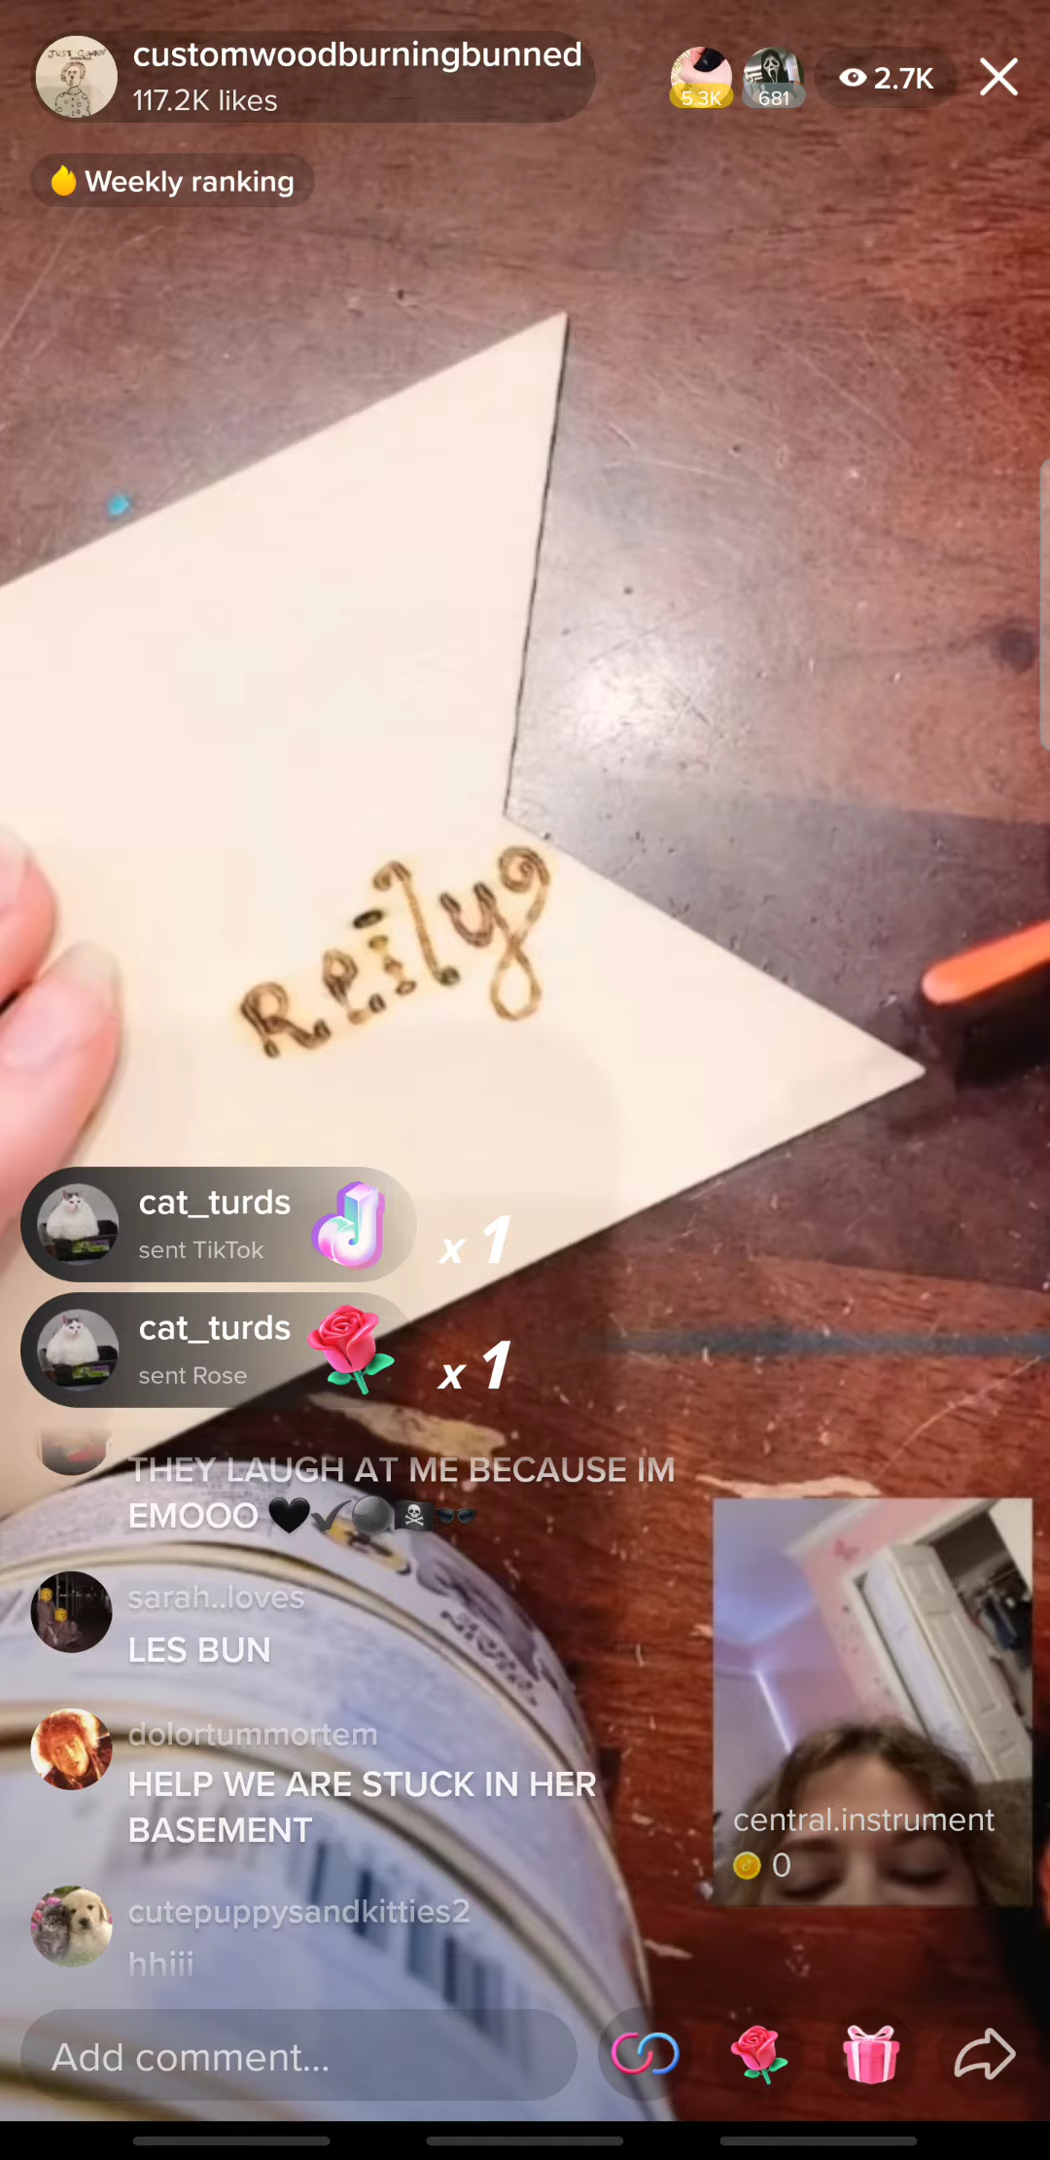 customwoodburningbunned
117.2K likes
5.3K
681
2.7K
Weekly ranking
Reily
cat_turds
sent TikTok
x 1
cat_turds
sent Rose
x 1
THEY LAUGH AT ME BECAUSE IM
EMOOO 🖤✔️🌑🏴‍☠️🕶️
sarah..loves
LES BUN
dolortummortem
HELP WE ARE STUCK IN HER
BASEMENT
cutepuppysandkitties2
hhiii
central.instrument
0
Add comment...